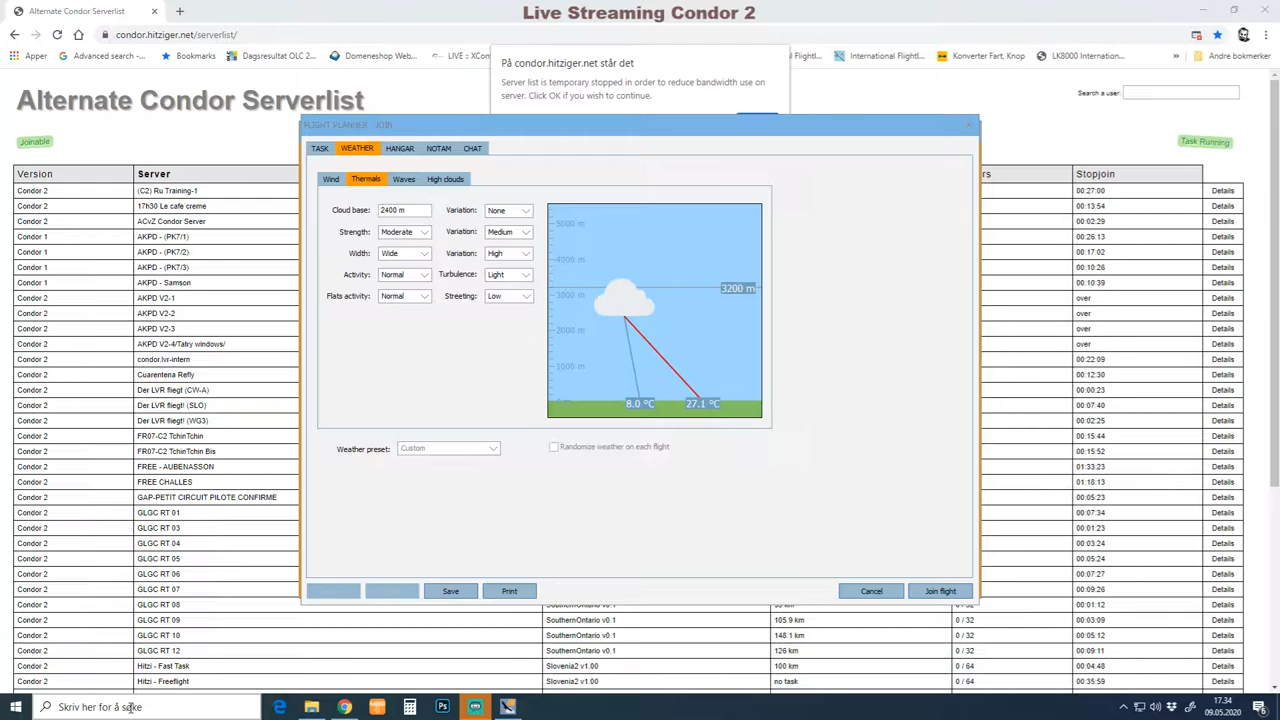 Live Streaming Condor 2
Alternate Condor Serverlist
condor.hitziger.net/serverlist/
Apper
Advanced search –...
Bookmarks
Dagsresultat OLC 2...
Domeneshop Web...
LIVE :: XCont...
International Flightl...
Konverter Fart, Knop
LK8000 Internation...
Andre bokmerker
På condor.hitziger.net står det
Server list is temporary stopped in order to reduce bandwidth use on
server. Click OK if you wish to continue.
Alternate Condor Serverlist
Search a user:
Joinable
Task Running
FLIGHT PLANNER - JOIN
TASK WEATHER HANGAR NOTAM CHAT
Wind Thermals Waves High clouds
Cloud base: 2400 m Variation: None
Strength: Moderate Variation: Medium
Width: Wide Variation: High
Activity: Normal Turbulence: Light
Flats activity: Normal Streeting: Low
5000 m
4000 m
3200 m
3000 m
2000 m
1000 m
8.0 ºC 27.1 ºC
Weather preset: Custom
Randomize weather on each flight
Save Print Cancel Join flight
Version Server rs Stopjoin
Condor 2 (C2) Ru Training-1 00:27:00 Details
Condor 2 17h30 Le cafe creme 00:13:54 Details
Condor 2 ACvZ Condor Server 00:02:29 Details
Condor 1 AKPD - (PK7/1) 00:26:13 Details
Condor 1 AKPD - (PK7/2) 00:17:02 Details
Condor 1 AKPD - (PK7/3) 00:10:26 Details
Condor 1 AKPD - Samson 00:10:39 Details
Condor 2 AKPD V2-1 over Details
Condor 2 AKPD V2-2 over Details
Condor 2 AKPD V2-3 over Details
Condor 2 AKPD V2-4/Tatry windows/ over Details
Condor 2 condor.lvr-intern 00:22:09 Details
Condor 2 Cuarentena Refly 00:12:30 Details
Condor 2 Der LVR fliegt (CW-A) 00:00:23 Details
Condor 2 Der LVR fliegt! (SLO) 00:07:40 Details
Condor 2 Der LVR fliegt! (WG3) 00:02:25 Details
Condor 2 FR07-C2 TchinTchin 00:15:44 Details
Condor 2 FR07-C2 TchinTchin Bis 00:15:52 Details
Condor 2 FREE - AUBENASSON 01:33:23 Details
Condor 2 FREE CHALLES 01:18:13 Details
Condor 2 GAP-PETIT CIRCUIT PILOTE CONFIRME 00:05:23 Details
Condor 2 GLGC RT 01 00:07:34 Details
Condor 2 GLGC RT 03 00:01:23 Details
Condor 2 GLGC RT 04 00:03:24 Details
Condor 2 GLGC RT 05 00:05:24 Details
Condor 2 GLGC RT 06 00:07:27 Details
Condor 2 GLGC RT 07 00:09:26 Details
Condor 2 GLGC RT 08 SouthernOntario v0.1 0 / 32 00:01:12 Details
Condor 2 GLGC RT 09 SouthernOntario v0.1 105.9 km 0 / 32 00:03:09 Details
Condor 2 GLGC RT 10 SouthernOntario v0.1 148.1 km 0 / 32 00:05:12 Details
Condor 2 GLGC RT 12 SouthernOntario v0.1 126 km 0 / 32 00:09:11 Details
Condor 2 Hitzi - Fast Task Slovenia2 v1.00 100 km 0 / 64 00:04:48 Details
Condor 2 Hitzi - Freeflight Slovenia2 v1.00 no task 0 / 64 00:35:59 Details
Skriv her for å søke
17.34
09.05.2020
6